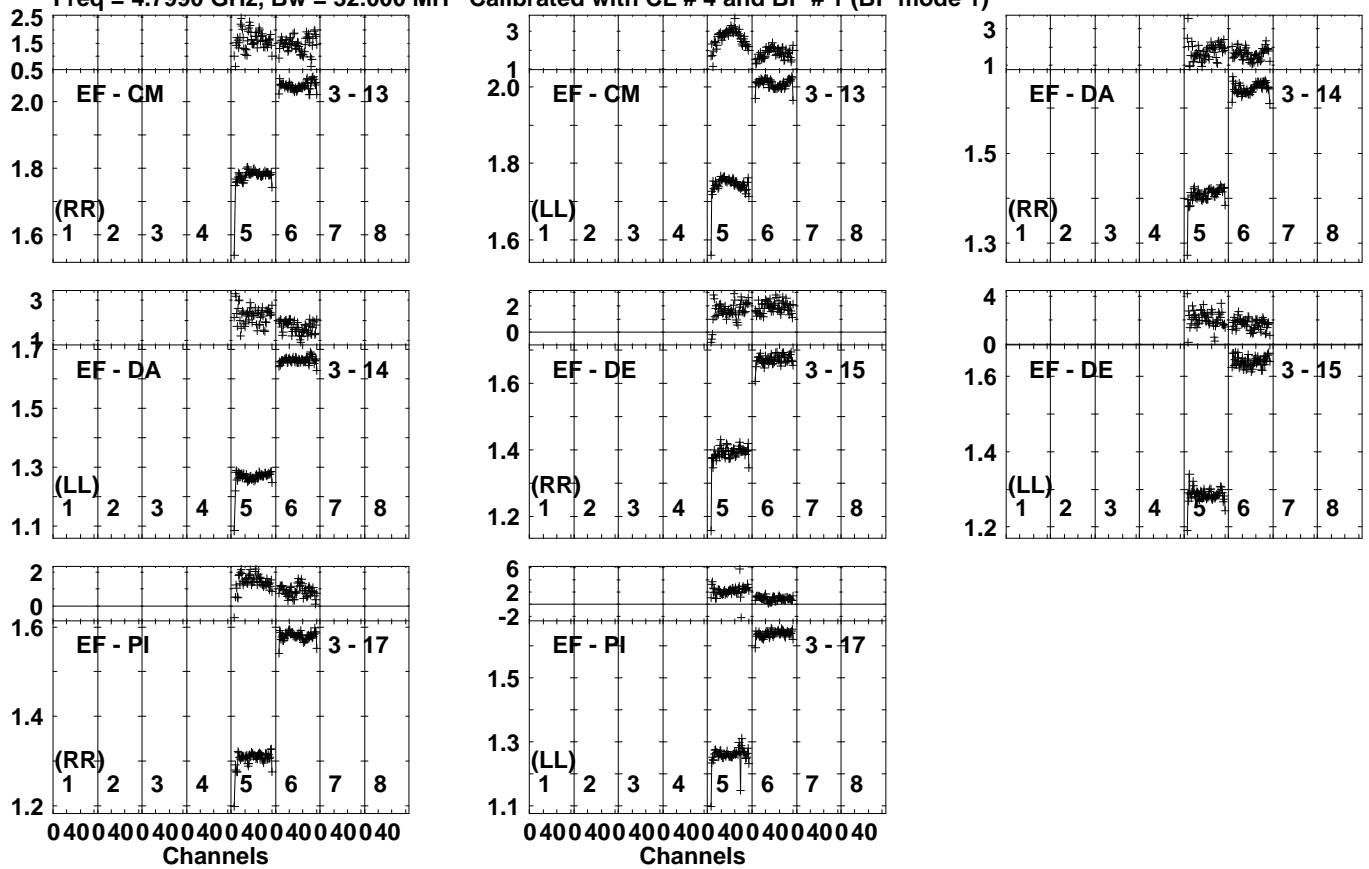 Freq = 4.7990 GHz, Bw = 32.000 MH Calibrated with CL # 4 and BP # 1 (BP mode 1)
2.5
1.5
0.5
EF - CM 3 - 13
2.0
1.8
1.6
(RR)
1 2 3 4 5 6 7 8
3
1
EF - CM 3 - 13
2.0
1.8
1.6
(LL)
1 2 3 4 5 6 7 8
3
1
EF - DA 3 - 14
1.5
1.3
(RR)
1 2 3 4 5 6 7 8
3
1
1.7
EF - DA 3 - 14
1.5
1.3
1.1
(LL)
1 2 3 4 5 6 7 8
2
0
EF - DE 3 - 15
1.6
1.4
1.2
(RR)
1 2 3 4 5 6 7 8
4
0
EF - DE 3 - 15
1.6
1.4
1.2
(LL)
1 2 3 4 5 6 7 8
2
0
1.6
EF - PI 3 - 17
1.4
1.2
(RR)
1 2 3 4 5 6 7 8
0 40 0 40 0 40 0 40 0 40 0 40 0 40 0 40
Channels
6
2
-2
EF - PI 3 - 17
1.5
1.3
1.1
(LL)
1 2 3 4 5 6 7 8
0 40 0 40 0 40 0 40 0 40 0 40 0 40 0 40
Channels